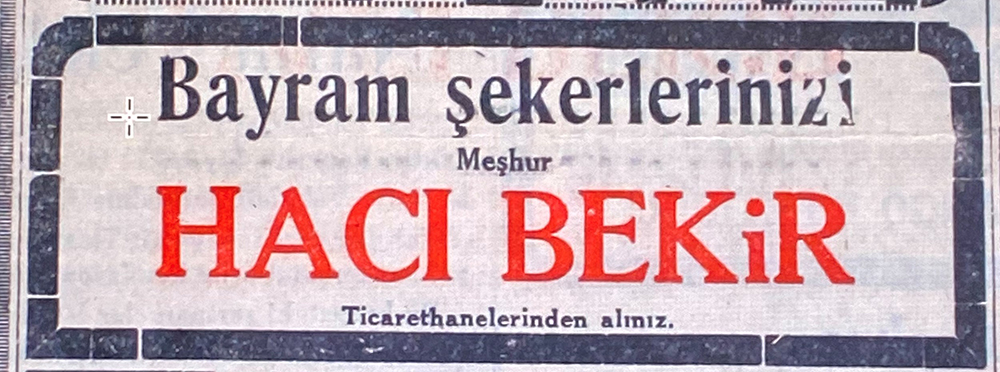 Bayram şekerlerinizi
Meşhur
HACI BEKiR
Ticarethanelerinden alınız.